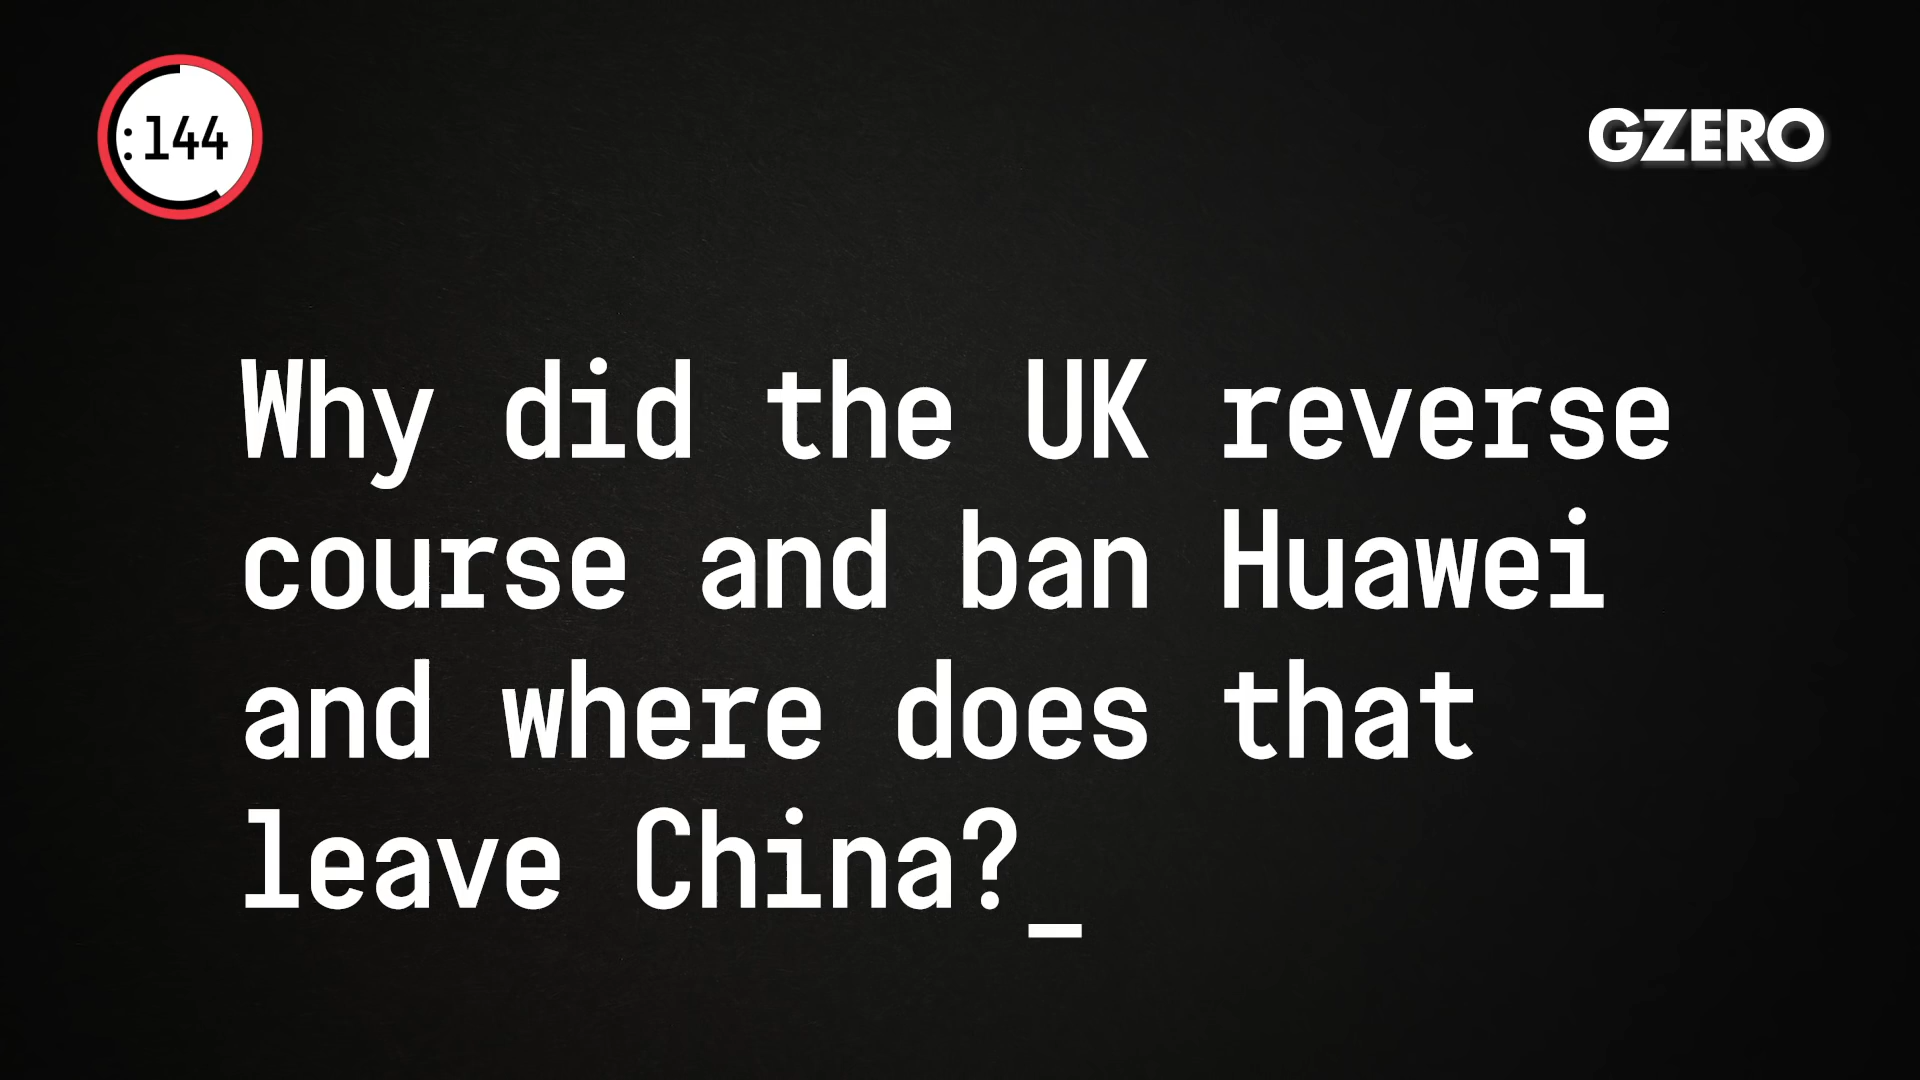 :144
GZERO
Why did the UK reverse
course and ban Huawei
and where does that
leave China?_